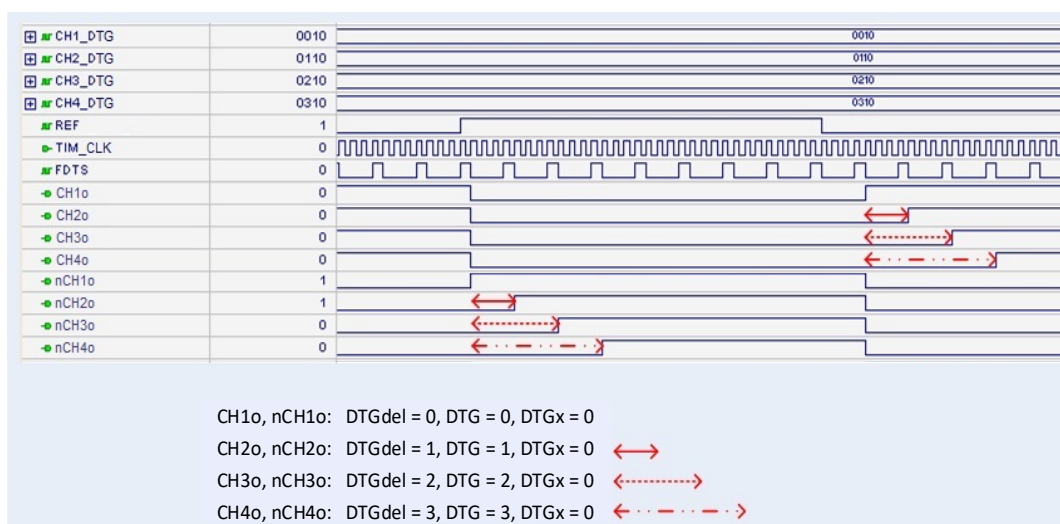 CH1_DTG 0010 0010
CH2_DTG 0110 0110
CH3_DTG 0210 0210
CH4_DTG 0310 0310
REF 1
TIM_CLK 0
FDTS 0
CH1o 0
CH2o 0
CH3o 0
CH4o 0
nCH1o 1
nCH2o 1
nCH3o 0
nCH4o 0
CH1o, nCH1o: DTGdel = 0, DTG = 0, DTGx = 0
CH2o, nCH2o: DTGdel = 1, DTG = 1, DTGx = 0
CH3o, nCH3o: DTGdel = 2, DTG = 2, DTGx = 0
CH4o, nCH4o: DTGdel = 3, DTG = 3, DTGx = 0